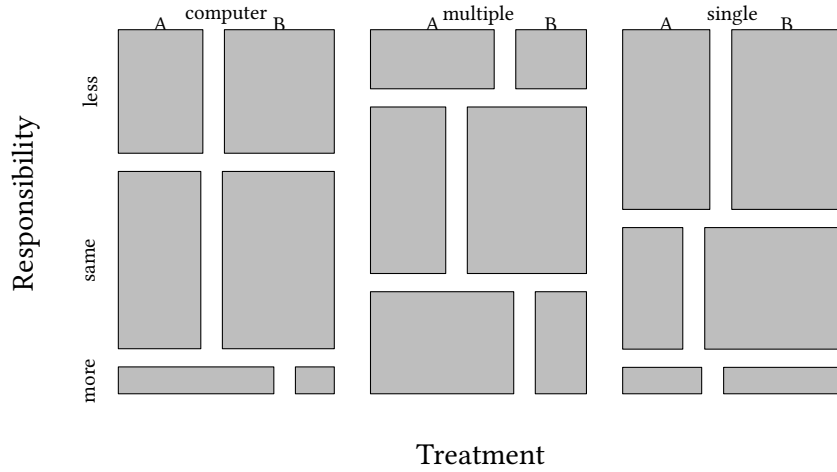 computer multiple single
A B A B A B
less
same
more
Responsibility
Treatment